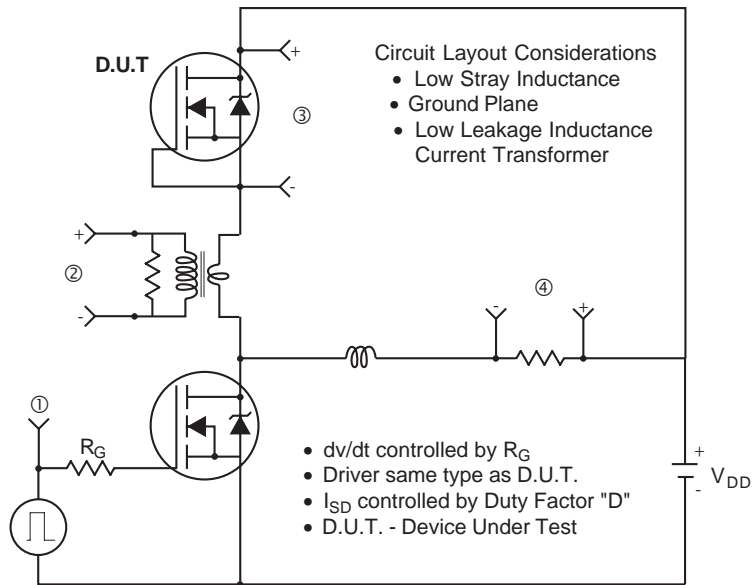 D.U.T
+
③
-
Circuit Layout Considerations
• Low Stray Inductance
• Ground Plane
• Low Leakage Inductance
Current Transformer
+
②
-
④
-
+
①
RG
• dv/dt controlled by RG
• Driver same type as D.U.T.
• ISD controlled by Duty Factor "D"
• D.U.T. - Device Under Test
+
VDD
-